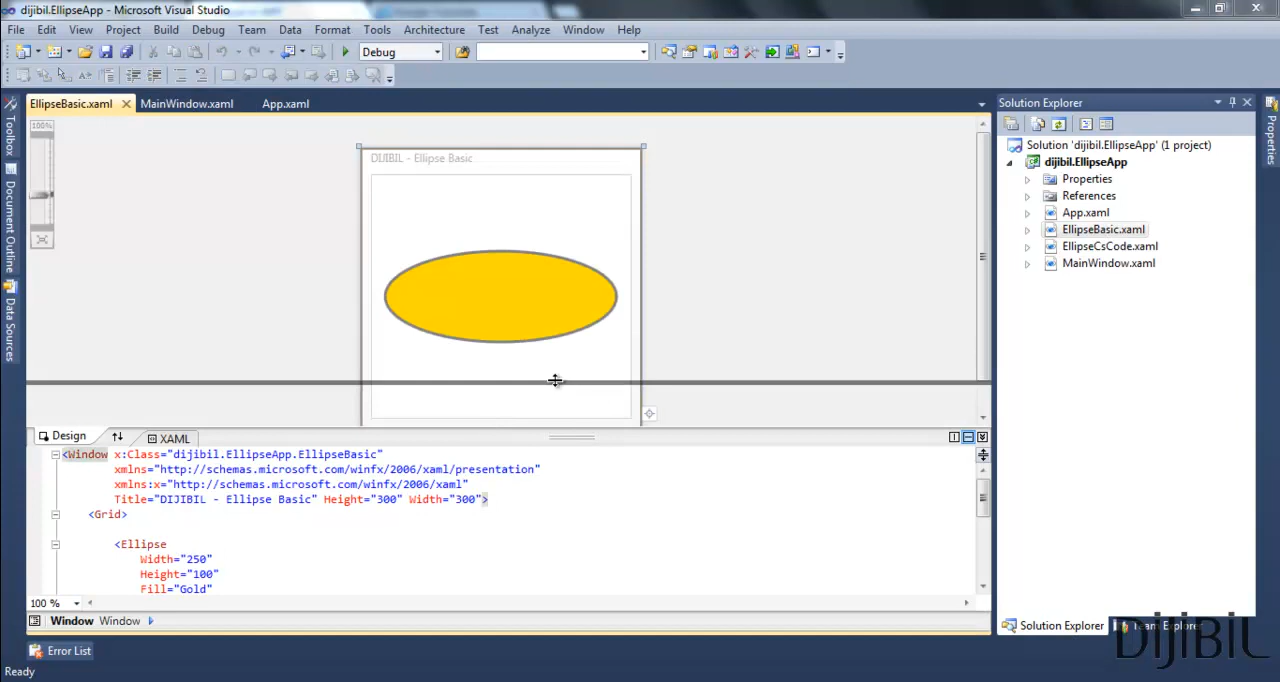 dijibil.EllipseApp - Microsoft Visual Studio
File Edit View Project Build Debug Team Data Format Tools Architecture Test Analyze Window Help
Debug
EllipseBasic.xaml MainWindow.xaml App.xaml
Solution Explorer
100%
Toolbox
Document Outline
Data Sources
Properties
DIJIBIL - Ellipse Basic
Solution 'dijibil.EllipseApp' (1 project)
dijibil.EllipseApp
Properties
References
App.xaml
EllipseBasic.xaml
EllipseCsCode.xaml
MainWindow.xaml
Design XAML
<Window x:Class="dijibil.EllipseApp.EllipseBasic"
xmlns="http://schemas.microsoft.com/winfx/2006/xaml/presentation"
xmlns:x="http://schemas.microsoft.com/winfx/2006/xaml"
Title="DIJIBIL - Ellipse Basic" Height="300" Width="300">
<Grid>
<Ellipse
Width="250"
Height="100"
Fill="Gold"
100 %
Window Window
Solution Explorer Team Explorer
DIJIBIL
Error List
Ready